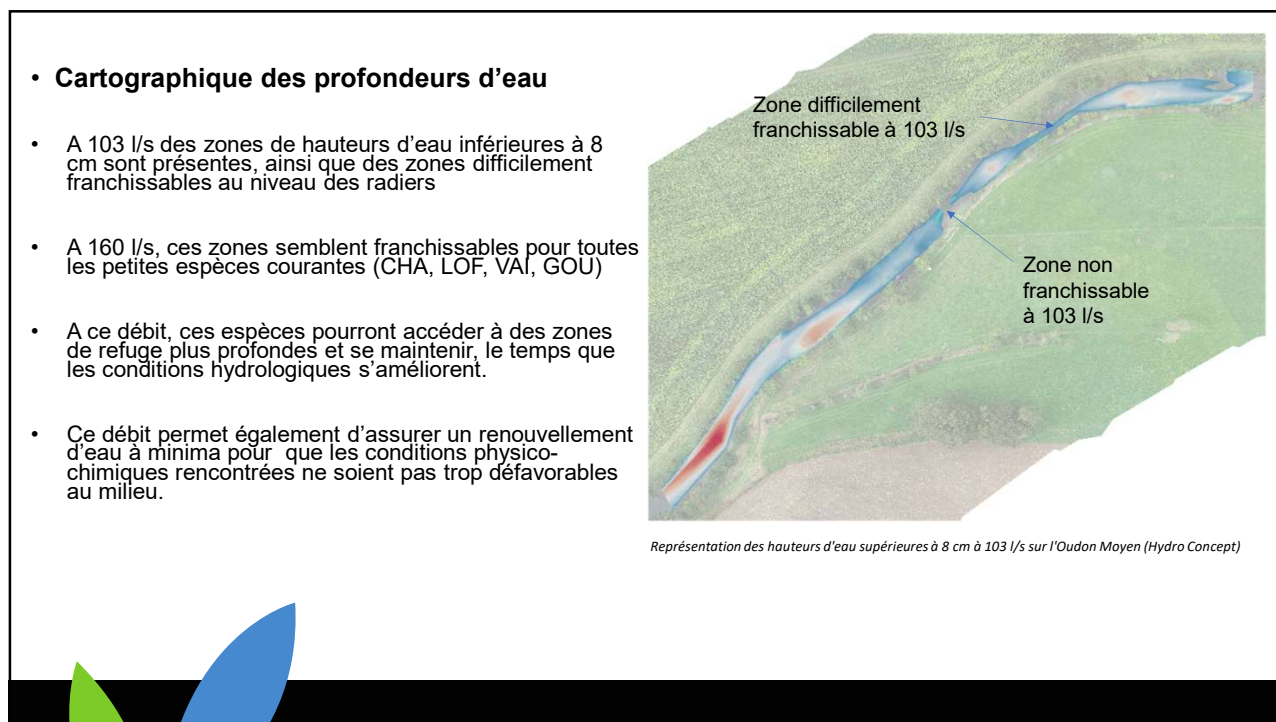 • Cartographique des profondeurs d’eau
• A 103 l/s des zones de hauteurs d’eau inférieures à 8
cm sont présentes, ainsi que des zones difficilement
franchissables au niveau des radiers
• A 160 l/s, ces zones semblent franchissables pour toutes
les petites espèces courantes (CHA, LOF, VAI, GOU)
• A ce débit, ces espèces pourront accéder à des zones
de refuge plus profondes et se maintenir, le temps que
les conditions hydrologiques s’améliorent.
• Ce débit permet également d’assurer un renouvellement
d’eau à minima pour que les conditions physico-
chimiques rencontrées ne soient pas trop défavorables
au milieu.
Zone difficilement
franchissable à 103 l/s
Zone non
franchissable
à 103 l/s
Représentation des hauteurs d'eau supérieures à 8 cm à 103 l/s sur l'Oudon Moyen (Hydro Concept)